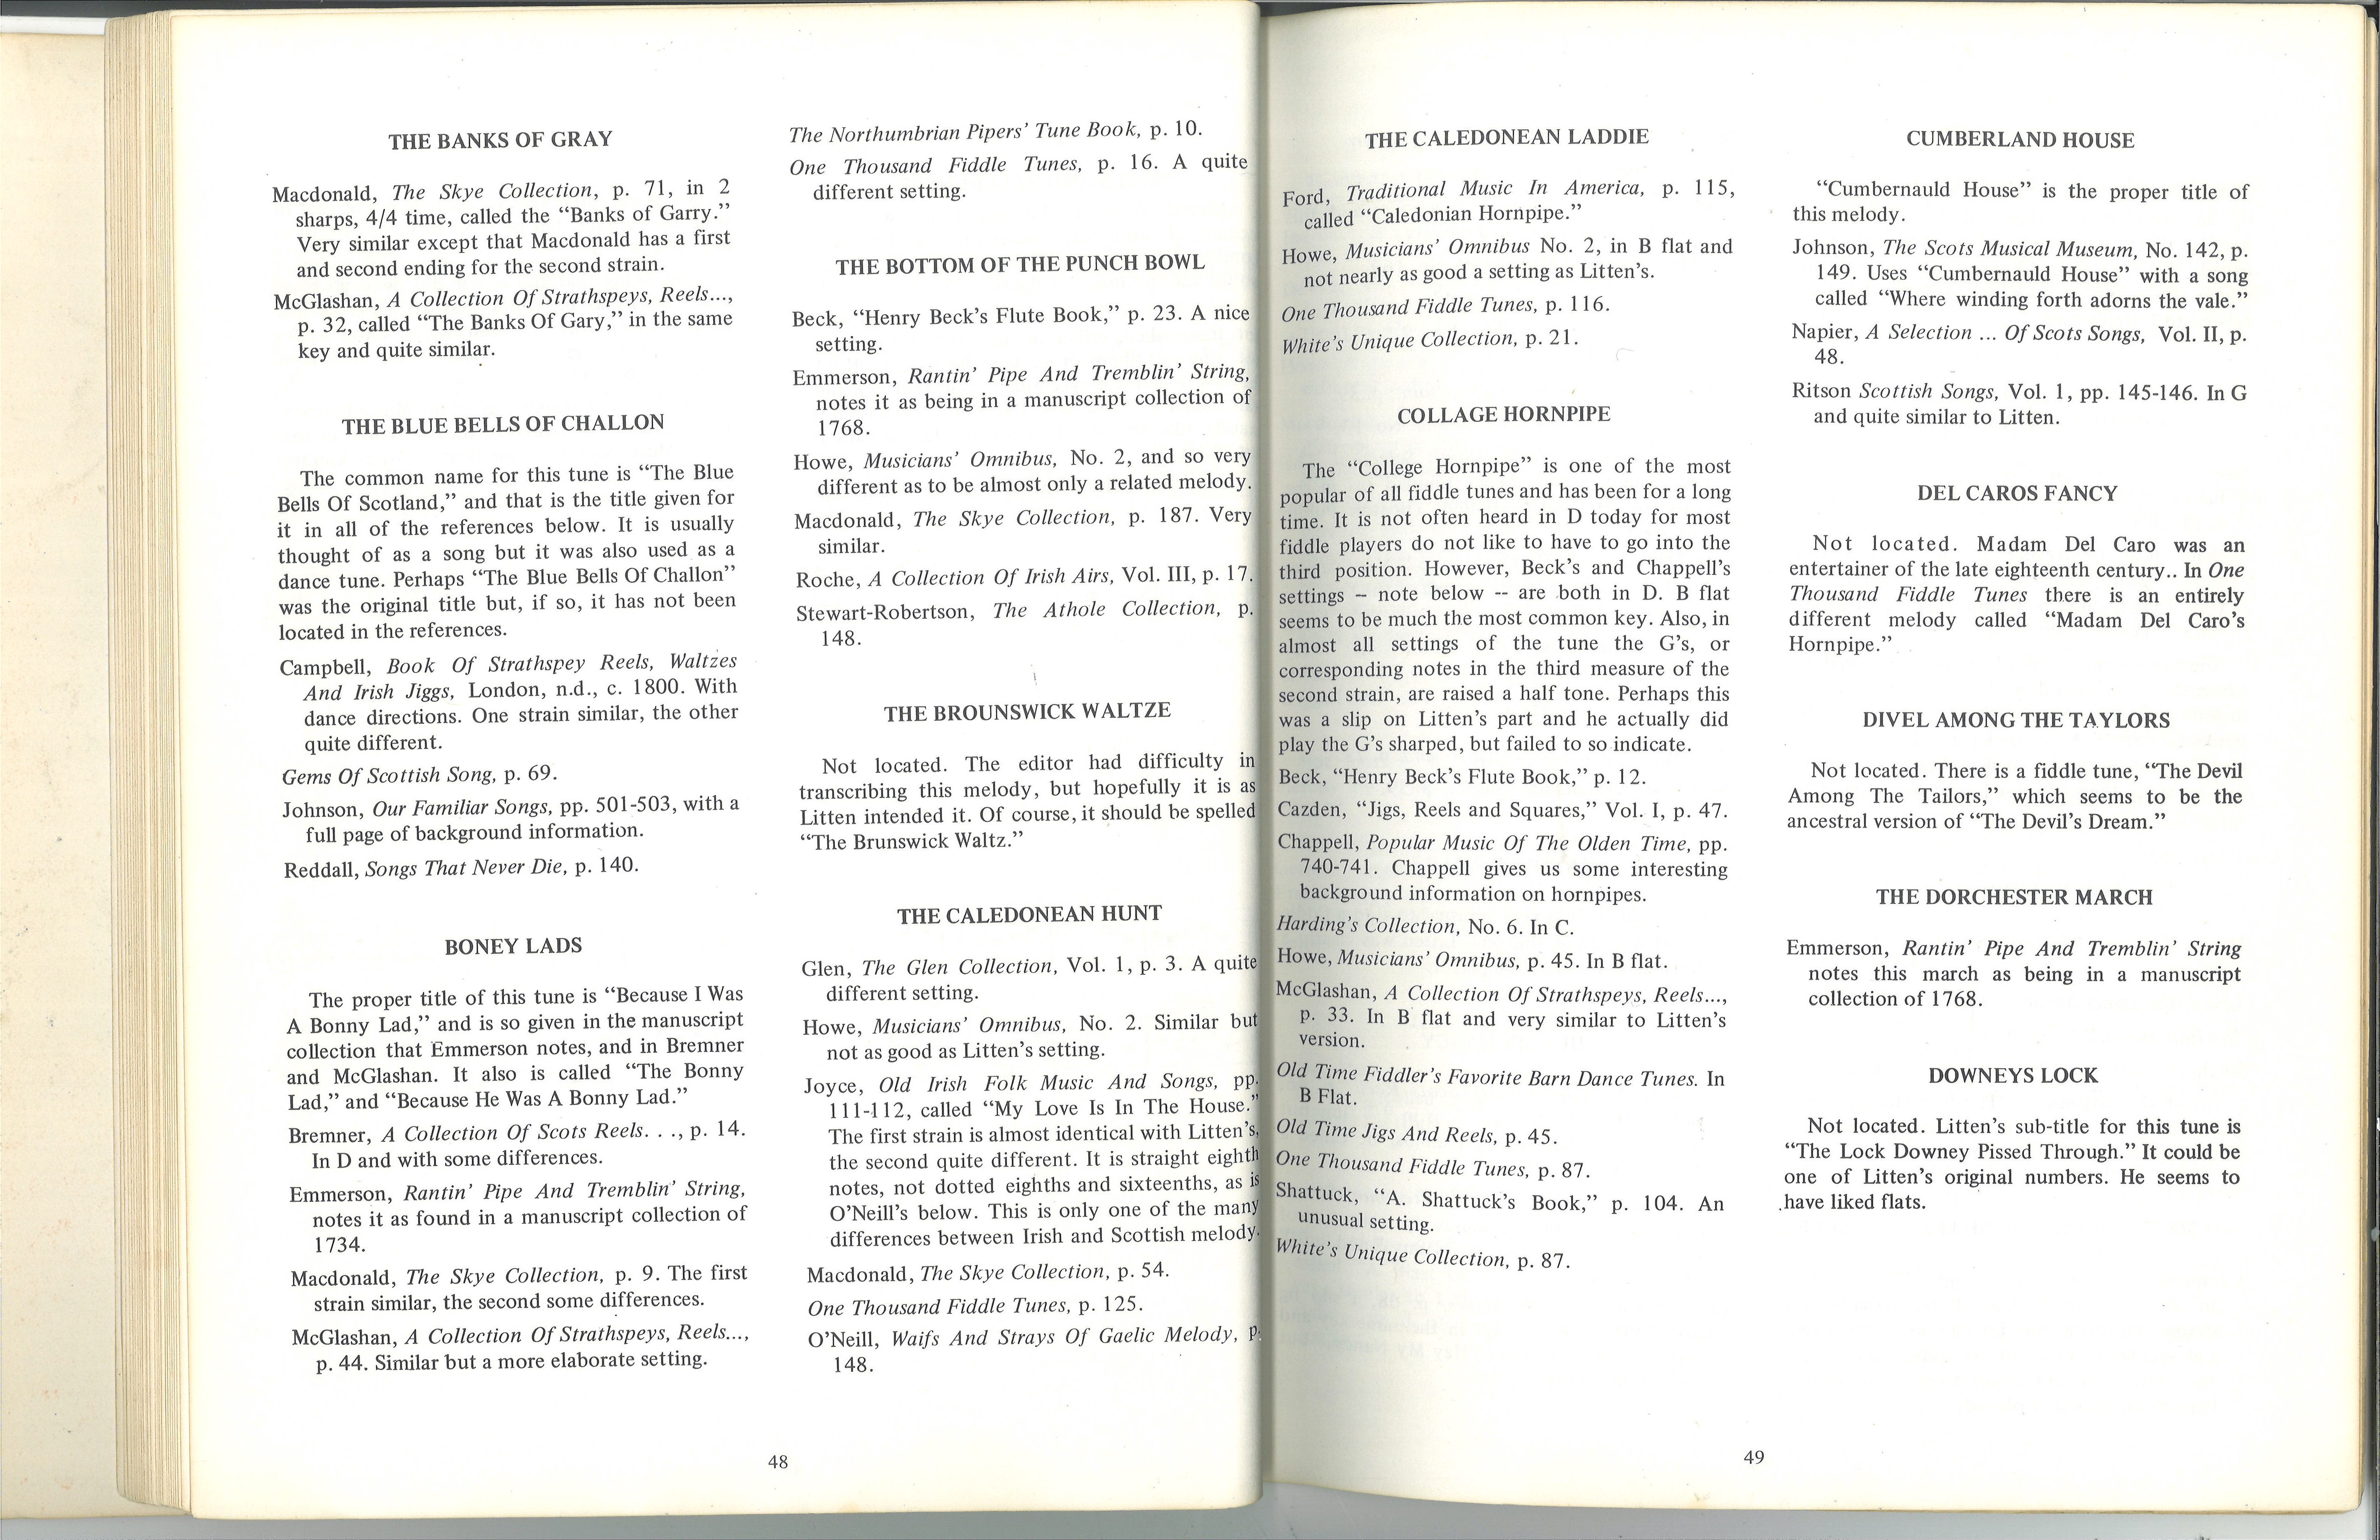 THE BANKS OF GRAY
Macdonald, The Skye Collection, p. 71, in 2
sharps, 4/4 time, called the “Banks of Garry.”
Very similar except that Macdonald has a first
and second ending for the second strain.
McGlashan, A Collection Of Strathspeys, Reels...,
p. 32, called “The Banks Of Gary,” in the same
key and quite similar.
THE BLUE BELLS OF CHALLON
The common name for this tune is “The Blue
Bells Of Scotland,” and that is the title given for
it in all of the references below. It is usually
thought of as a song but it was also used as a
dance tune. Perhaps “The Blue Bells Of Challon”
was the original title but, if so, it has not been
located in the references.
Campbell, Book Of Strathspey Reels, Waltzes
And Irish Jiggs, London, n.d., c. 1800. With
dance directions. One strain similar, the other
quite different.
Gems Of Scottish Song, p. 69.
Johnson, Our Familiar Songs, pp. 501-503, with a
full page of background information.
Reddall, Songs That Never Die, p. 140.
BONEY LADS
The proper title of this tune is “Because I Was
A Bonny Lad,” and is so given in the manuscript
collection that Emmerson notes, and in Bremner
and McGlashan. It also is called “The Bonny
Lad,” and “Because He Was A Bonny Lad.”
Bremner, A Collection Of Scots Reels. . ., p. 14.
In D and with some differences.
Emmerson, Rantin’ Pipe And Tremblin’ String,
notes it as found in a manuscript collection of
1734.
Macdonald, The Skye Collection, p. 9. The first
strain similar, the second some differences.
McGlashan, A Collection Of Strathspeys, Reels...,
p. 44. Similar but a more elaborate setting.
The Northumbrian Pipers’ Tune Book, p. 10.
One Thousand Fiddle Tunes, p. 16. A quite
different setting.
THE BOTTOM OF THE PUNCH BOWL
Beck, “Henry Beck’s Flute Book,” p. 23. A nice
setting.
Emmerson, Rantin’ Pipe And Tremblin’ String,
notes it as being in a manuscript collection of
1768.
Howe, Musicians’ Omnibus, No. 2, and so very
different as to be almost only a related melody.
Macdonald, The Skye Collection, p. 187. Very
similar.
Roche, A Collection Of Irish Airs, Vol. III, p. 17.
Stewart-Robertson, The Athole Collection, p.
148.
THE BROUNSWICK WALTZE
Not located. The editor had difficulty in
transcribing this melody, but hopefully it is as
Litten intended it. Of course, it should be spelled
“The Brunswick Waltz.”
THE CALEDONEAN HUNT
Glen, The Glen Collection, Vol. 1, p. 3. A quite
different setting.
Howe, Musicians’ Omnibus, No. 2. Similar but
not as good as Litten’s setting.
Joyce, Old Irish Folk Music And Songs, pp.
111-112, called “My Love Is In The House.”
The first strain is almost identical with Litten’s,
the second quite different. It is straight eighth
notes, not dotted eighths and sixteenths, as is
O’Neill’s below. This is only one of the many
differences between Irish and Scottish melody.
Macdonald, The Skye Collection, p. 54.
One Thousand Fiddle Tunes, p. 125.
O’Neill, Waifs And Strays Of Gaelic Melody, p.
148.
48
THE CALEDONEAN LADDIE
Ford, Traditional Music In America, p. 115,
called “Caledonian Hornpipe.”
Howe, Musicians’ Omnibus No. 2, in B flat and
not nearly as good a setting as Litten’s.
One Thousand Fiddle Tunes, p. 116.
White’s Unique Collection, p. 21.
COLLAGE HORNPIPE
The “College Hornpipe” is one of the most
popular of all fiddle tunes and has been for a long
time. It is not often heard in D today for most
fiddle players do not like to have to go into the
third position. However, Beck’s and Chappell’s
settings – note below -- are both in D. B flat
seems to be much the most common key. Also, in
almost all settings of the tune the G’s, or
corresponding notes in the third measure of the
second strain, are raised a half tone. Perhaps this
was a slip on Litten’s part and he actually did
play the G’s sharped, but failed to so indicate.
Beck, “Henry Beck’s Flute Book,” p. 12.
Cazden, “Jigs, Reels and Squares,” Vol. I, p. 47.
Chappell, Popular Music Of The Olden Time, pp.
740-741. Chappell gives us some interesting
background information on hornpipes.
Harding’s Collection, No. 6. In C.
Howe, Musicians’ Omnibus, p. 45. In B flat.
McGlashan, A Collection Of Strathspeys, Reels...,
p. 33. In B flat and very similar to Litten’s
version.
Old Time Fiddler’s Favorite Barn Dance Tunes. In
B Flat.
Old Time Jigs And Reels, p. 45.
One Thousand Fiddle Tunes, p. 87.
Shattuck, “A. Shattuck’s Book,” p. 104. An
unusual setting.
White’s Unique Collection, p. 87.
CUMBERLAND HOUSE
“Cumbernauld House” is the proper title of
this melody.
Johnson, The Scots Musical Museum, No. 142, p.
149. Uses “Cumbernauld House” with a song
called “Where winding forth adorns the vale.”
Napier, A Selection ... Of Scots Songs, Vol. II, p.
48.
Ritson Scottish Songs, Vol. 1, pp. 145-146. In G
and quite similar to Litten.
DEL CAROS FANCY
Not located. Madam Del Caro was an
entertainer of the late eighteenth century.. In One
Thousand Fiddle Tunes there is an entirely
different melody called “Madam Del Caro’s
Hornpipe.”
DIVEL AMONG THE TAYLORS
Not located. There is a fiddle tune, “The Devil
Among The Tailors,” which seems to be the
ancestral version of “The Devil’s Dream.”
THE DORCHESTER MARCH
Emmerson, Rantin’ Pipe And Tremblin’ String
notes this march as being in a manuscript
collection of 1768.
DOWNEYS LOCK
Not located. Litten’s sub-title for this tune is
“The Lock Downey Pissed Through.” It could be
one of Litten’s original numbers. He seems to
have liked flats.
49